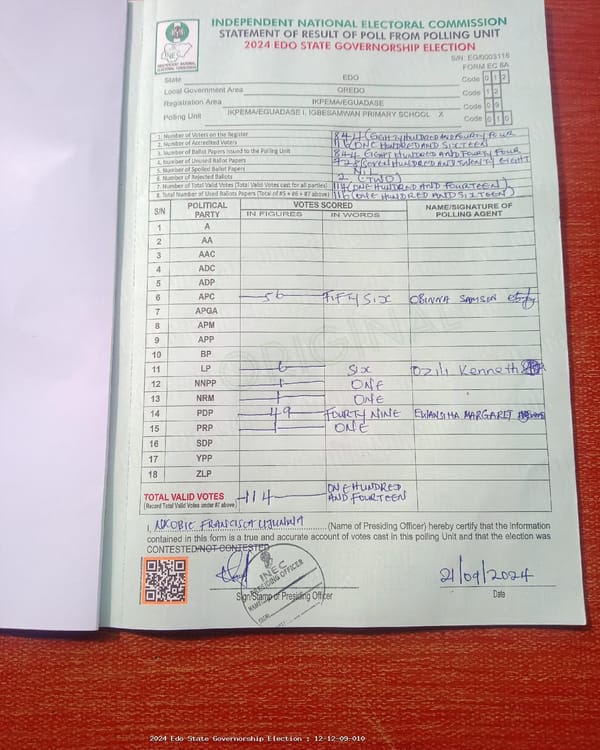 INDEPENDENT NATIONAL ELECTORAL COMMISSION
STATEMENT OF RESULT OF POLL FROM POLLING UNIT
2024 EDO STATE GOVERNORSHIP ELECTION
S/N: EG/0003118
FORM EC 8A
State EDO Code 0 1 2
Local Government Area OREDO Code 1 2
Registration Area IKPEMA/EGUADASE Code 0 9
Polling Unit IKPEMA/EGUADASE I, IGBESAMWAN PRIMARY SCHOOL X Code 0 1 0
1. Number of Voters on the Register 844 (EIGHTY HUNDRED AND FOURTY FOUR
2. Number of Accredited Voters 116 (ONE HUNDRED AND SIXTEEN)
3. Number of Ballot Papers Issued to the Polling Unit 844 (EIGHT HUNDRED AND FOURTY FOUR
4. Number of Unused Ballot Papers 728 (SEVEN HUNDRED AND TWENTY EIGHT
5. Number of Spoiled Ballot Papers NIL
6. Number of Rejected Ballots 2 (TWO)
7. Number of Total Valid Votes (Total Valid Votes cast for all parties) 114 (ONE HUNDRED AND FOURTEEN)
8. Total Number of Used Ballots Papers (Total of #5 + #6 + #7 above) 116 (ONE HUNDRED AND SIXTEEN)
S/N POLITICAL PARTY VOTES SCORED NAME/SIGNATURE OF POLLING AGENT
IN FIGURES IN WORDS
1 A
2 AA
3 AAC
4 ADC
5 ADP
6 APC 56 FIFTY SIX OBINNA SAMSON
7 APGA
8 APM
9 APP
10 BP
11 LP 6 SIX Ozili Kenneth
12 NNPP 1 ONE
13 NRM 1 ONE
14 PDP 49 FOURTY NINE EWANSIHA MARGARET
15 PRP 1 ONE
16 SDP
17 YPP
18 ZLP
TOTAL VALID VOTES 114 ONE HUNDRED AND FOURTEEN
(Record Total Valid Votes under #7 above)
I, NKOBIE FRANCISCA UJUNWA (Name of Presiding Officer) hereby certify that the Information
contained in this form is a true and accurate account of votes cast in this polling Unit and that the election was
CONTESTED/NOT CONTESTED
INEC
PRESIDING OFFICER
21/09/2024
Sign/Stamp of Presiding Officer Date
ORIGINAL
2024 Edo State Governorship Election : 12-12-09-010